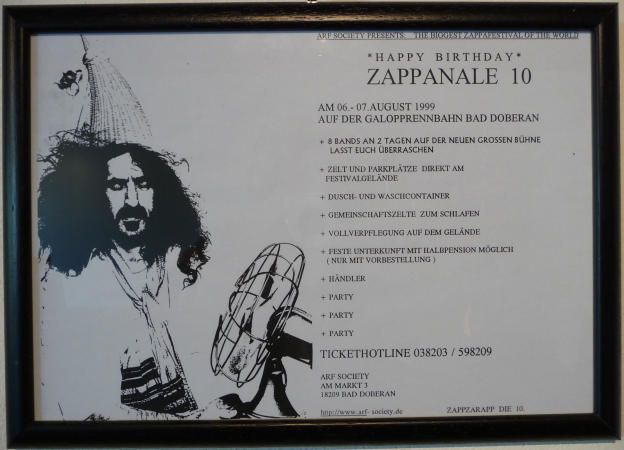 ARF SOCIETY PRESENTS: THE BIGGEST ZAPPAFESTIVAL OF THE WORLD
*HAPPY BIRTHDAY*
ZAPPANALE 10
AM 06.- 07.AUGUST 1999
AUF DER GALOPPRENNBAHN BAD DOBERAN
+ 8 BANDS AN 2 TAGEN AUF DER NEUEN GROSSEN BÜHNE
LASST EUCH ÜBERRASCHEN
+ ZELT UND PARKPLÄTZE DIREKT AM
FESTIVALGELÄNDE
+ DUSCH- UND WASCHCONTAINER
+ GEMEINSCHAFTSZELTE ZUM SCHLAFEN
+ VOLLVERPFLEGUNG AUF DEM GELÄNDE
+ FESTE UNTERKUNFT MIT HALBPENSION MÖGLICH
( NUR MIT VORBESTELLUNG )
+ HÄNDLER
+ PARTY
+ PARTY
+ PARTY
TICKETHOTLINE 038203 / 598209
ARF SOCIETY
AM MARKT 3
18209 BAD DOBERAN
http://www.arf- society.de
ZAPPZARAPP DIE 10.